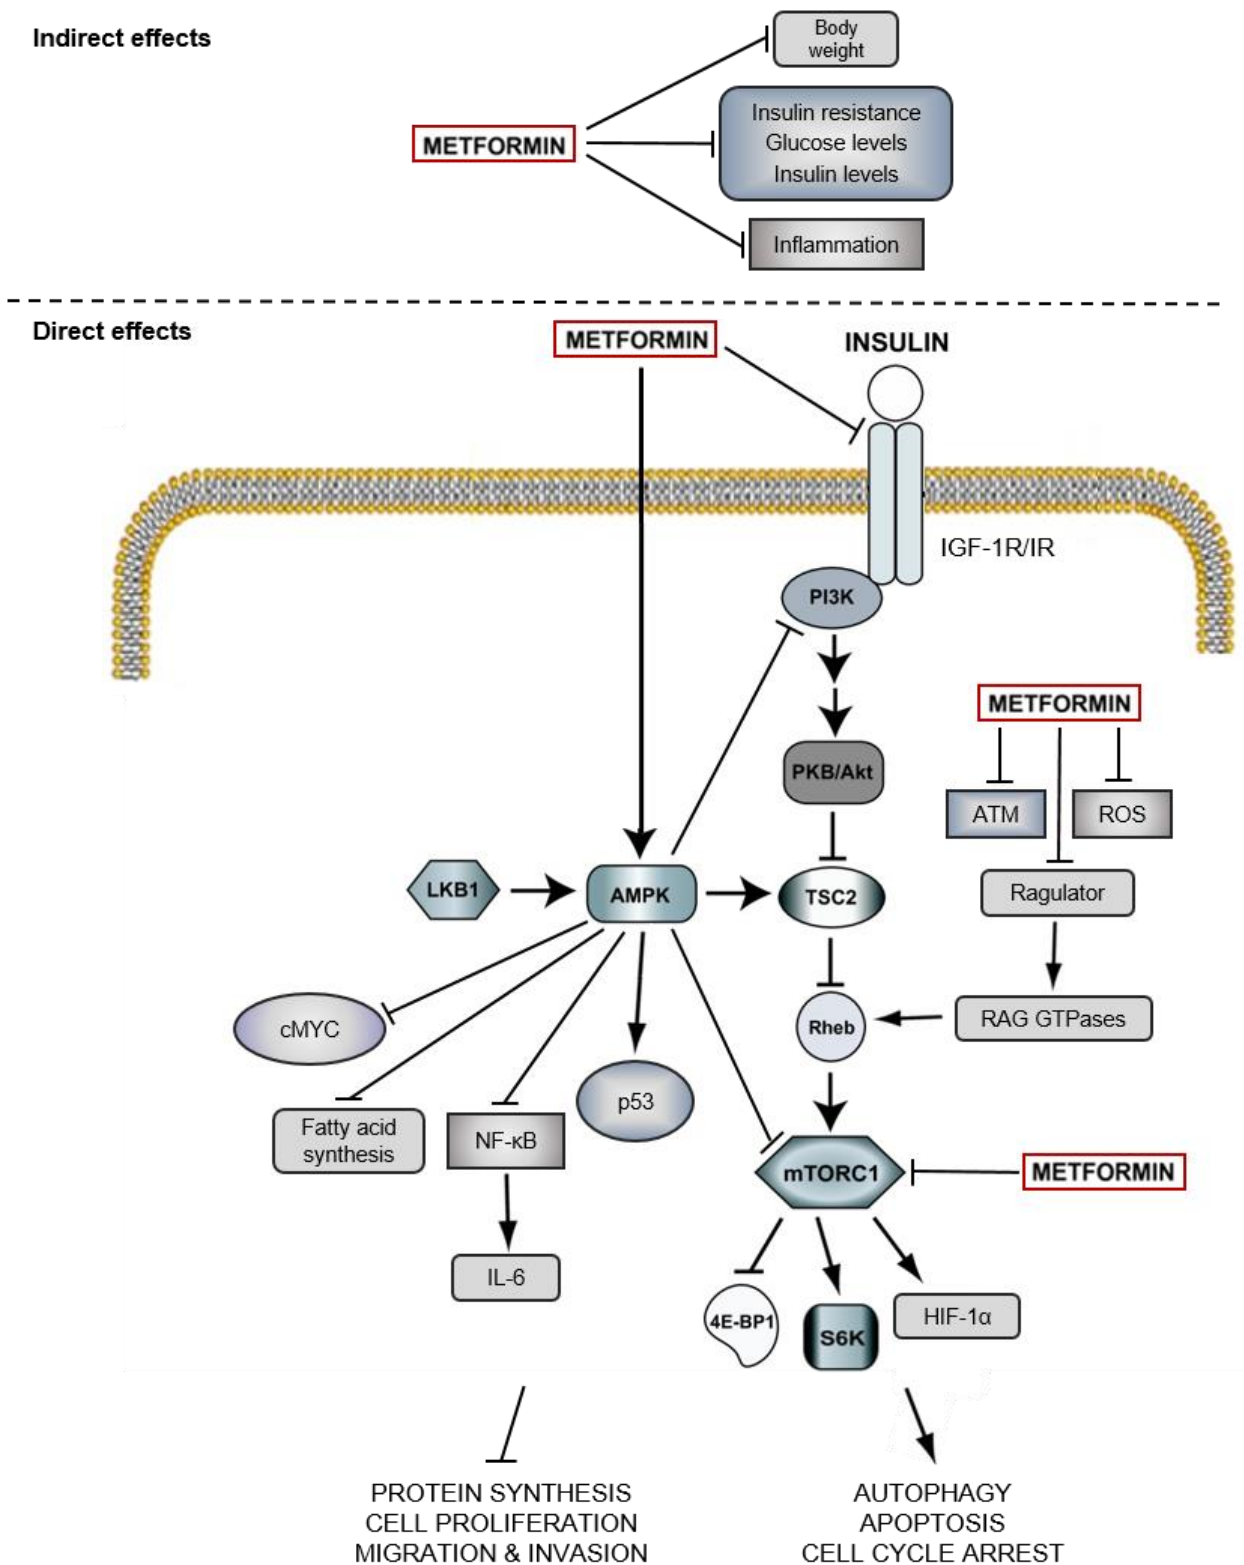 Indirect effects
Body
weight
METFORMIN
Insulin resistance
Glucose levels
Insulin levels
Inflammation
Direct effects
METFORMIN
INSULIN
IGF-1R/IR
PI3K
METFORMIN
PKB/Akt
ATM
ROS
LKB1
AMPK
TSC2
Ragulator
cMYC
Rheb
RAG GTPases
p53
Fatty acid
synthesis
NF-κB
mTORC1
METFORMIN
IL-6
4E-BP1
S6K
HIF-1α
PROTEIN SYNTHESIS
CELL PROLIFERATION
MIGRATION & INVASION
AUTOPHAGY
APOPTOSIS
CELL CYCLE ARREST